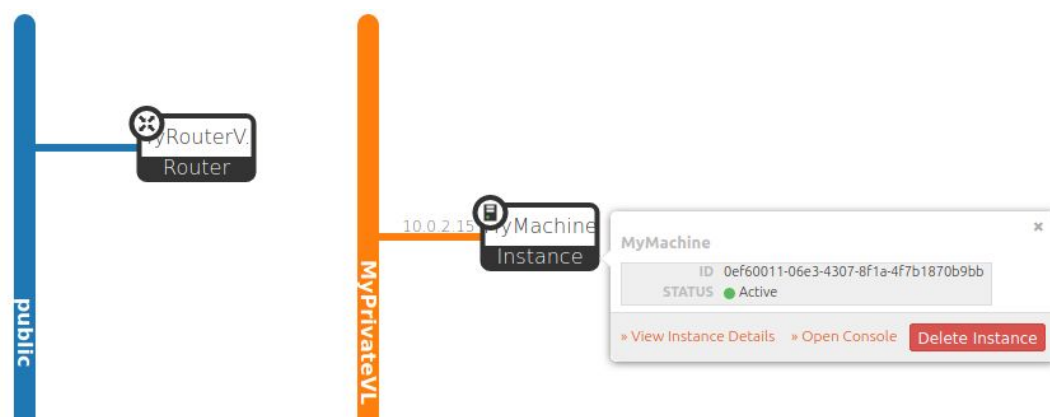 yRouterV.
Router
10.0.2.15
MyMachine
Instance
MyMachine
×
ID 0ef60011-06e3-4307-8f1a-4f7b1870b9bb
STATUS Active
» View Instance Details » Open Console Delete Instance
public
MyPrivateVL